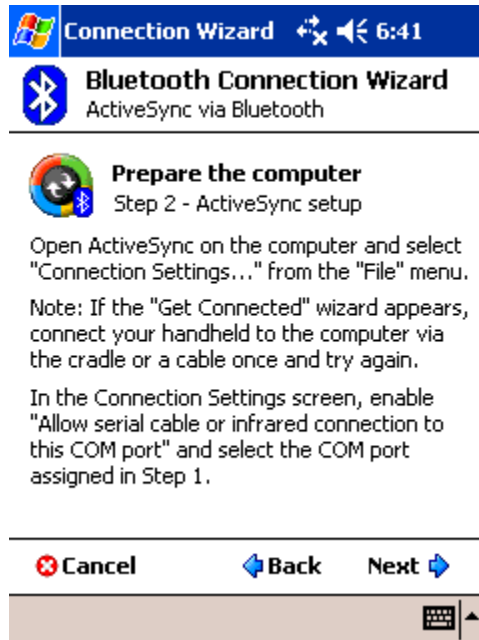 Connection Wizard 6:41
Bluetooth Connection Wizard
ActiveSync via Bluetooth
Prepare the computer
Step 2 - ActiveSync setup
Open ActiveSync on the computer and select
"Connection Settings..." from the "File" menu.
Note: If the "Get Connected" wizard appears,
connect your handheld to the computer via
the cradle or a cable once and try again.
In the Connection Settings screen, enable
"Allow serial cable or infrared connection to
this COM port" and select the COM port
assigned in Step 1.
Cancel Back Next